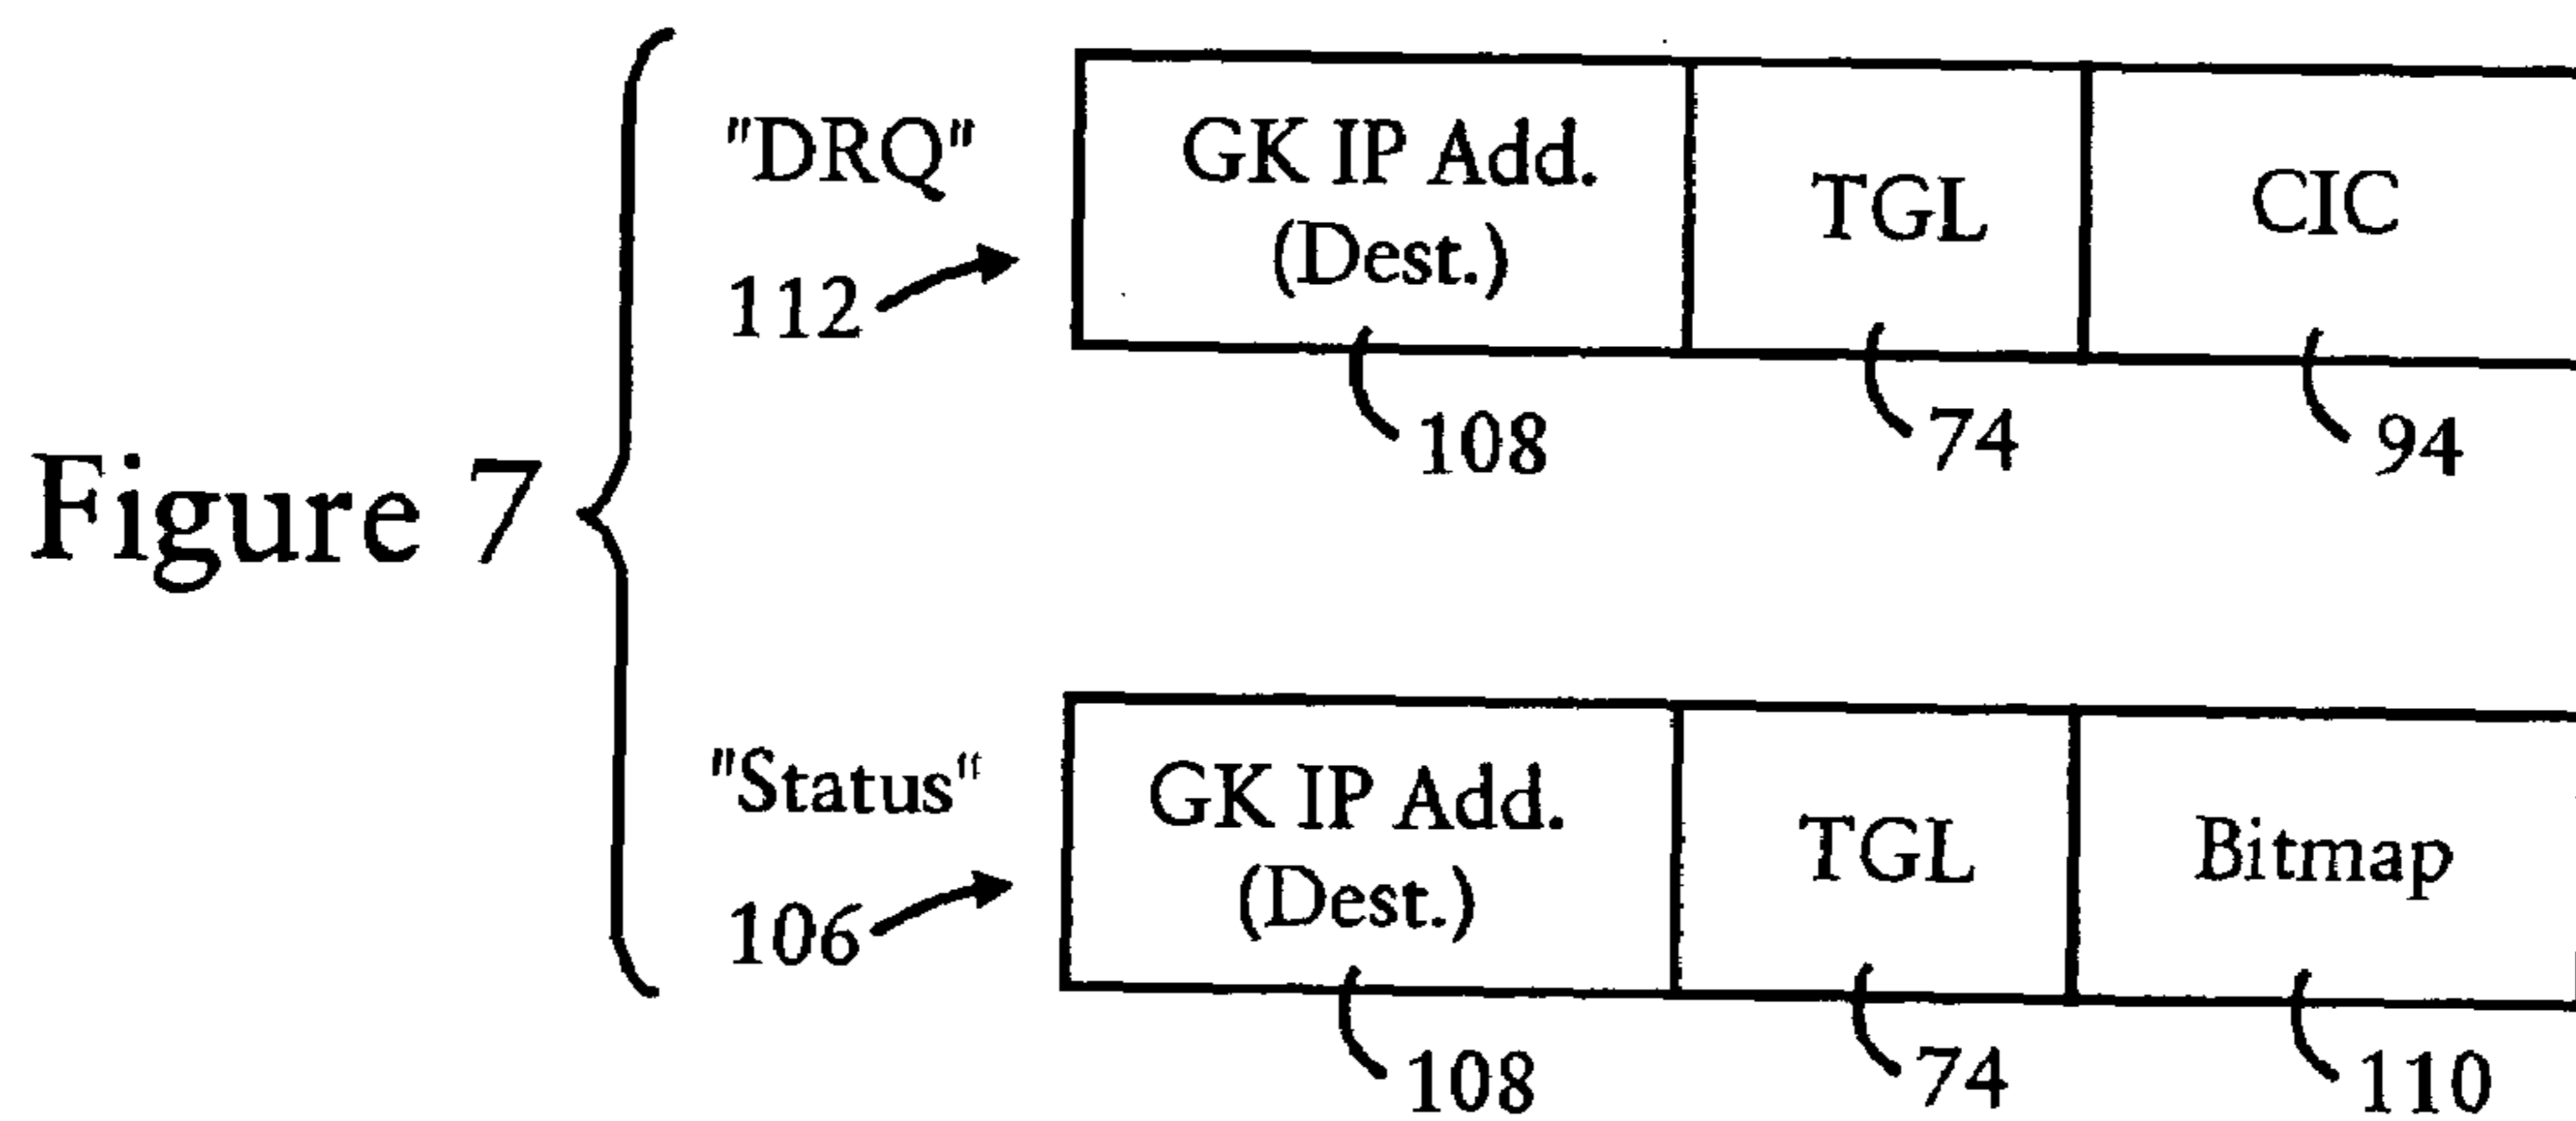 Figure 7
"DRQ"
112
GK IP Add.
(Dest.)
TGL
CIC
108
74
94
"Status"
106
GK IP Add.
(Dest.)
TGL
Bitmap
108
74
110